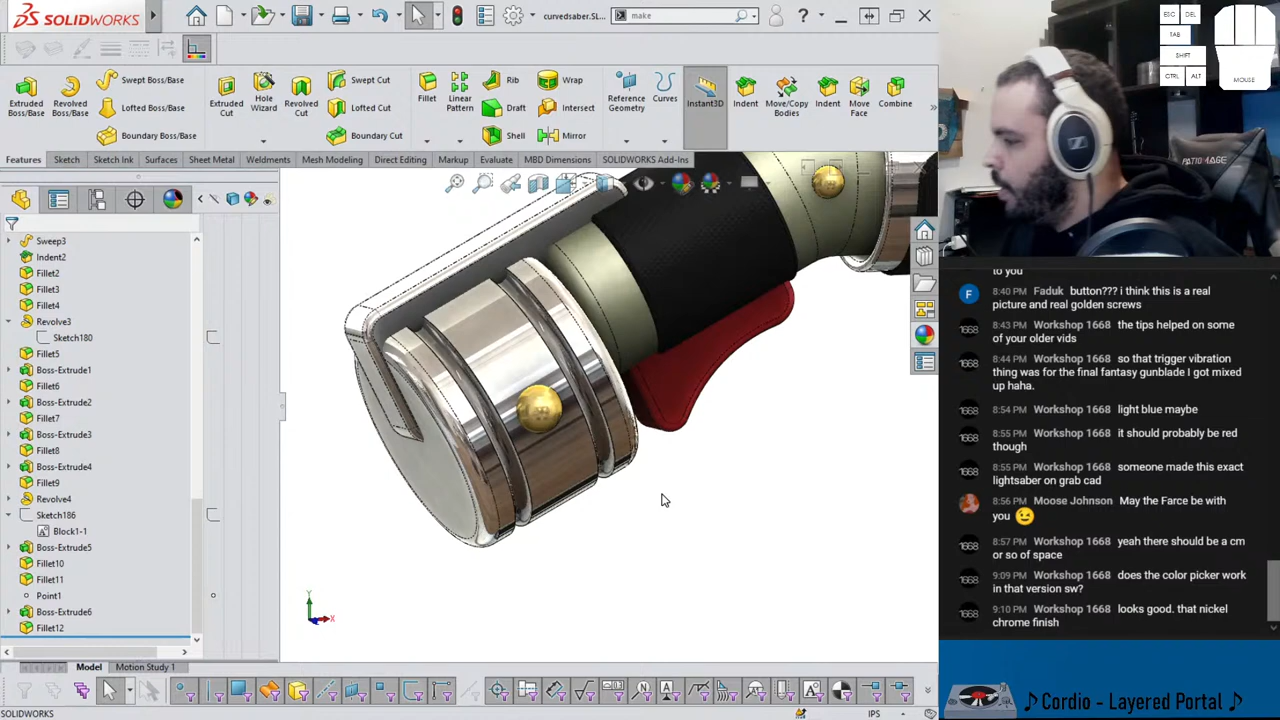 SOLIDWORKS
curvedsaber.SL...
make
Extruded Boss/Base
Revolved Boss/Base
Swept Boss/Base
Lofted Boss/Base
Boundary Boss/Base
Extruded Cut
Hole Wizard
Revolved Cut
Swept Cut
Lofted Cut
Boundary Cut
Fillet
Linear Pattern
Rib
Draft
Shell
Wrap
Intersect
Mirror
Reference Geometry
Curves
Instant3D
Indent
Move/Copy Bodies
Indent
Move Face
Combine
Features
Sketch
Sketch Ink
Surfaces
Sheet Metal
Weldments
Mesh Modeling
Direct Editing
Markup
Evaluate
MBD Dimensions
SOLIDWORKS Add-Ins
Sweep3
Indent2
Fillet2
Fillet3
Fillet4
Revolve3
Sketch180
Fillet5
Boss-Extrude1
Fillet6
Boss-Extrude2
Fillet7
Boss-Extrude3
Fillet8
Boss-Extrude4
Fillet9
Revolve4
Sketch186
Block1-1
Boss-Extrude5
Fillet10
Fillet11
Point1
Boss-Extrude6
Fillet12
Y
X
Model
Motion Study 1
SOLIDWORKS
IPS
ESC
DEL
TAB
SHIFT
CTRL
ALT
MOUSE
to you
F
8:40 PM Faduk button??? i think this is a real
picture and real golden screws
1668
8:43 PM Workshop 1668 the tips helped on some
of your older vids
1668
8:44 PM Workshop 1668 so that trigger vibration
thing was for the final fantasy gunblade I got mixed
up haha.
1668
8:54 PM Workshop 1668 light blue maybe
1668
8:55 PM Workshop 1668 it should probably be red
though
1668
8:55 PM Workshop 1668 someone made this exact
lightsaber on grab cad
8:56 PM Moose Johnson May the Farce be with
you 😉
1668
8:57 PM Workshop 1668 yeah there should be a cm
or so of space
1668
9:09 PM Workshop 1668 does the color picker work
in that version sw?
1668
9:10 PM Workshop 1668 looks good. that nickel
chrome finish
♪ Cordio - Layered Portal ♪